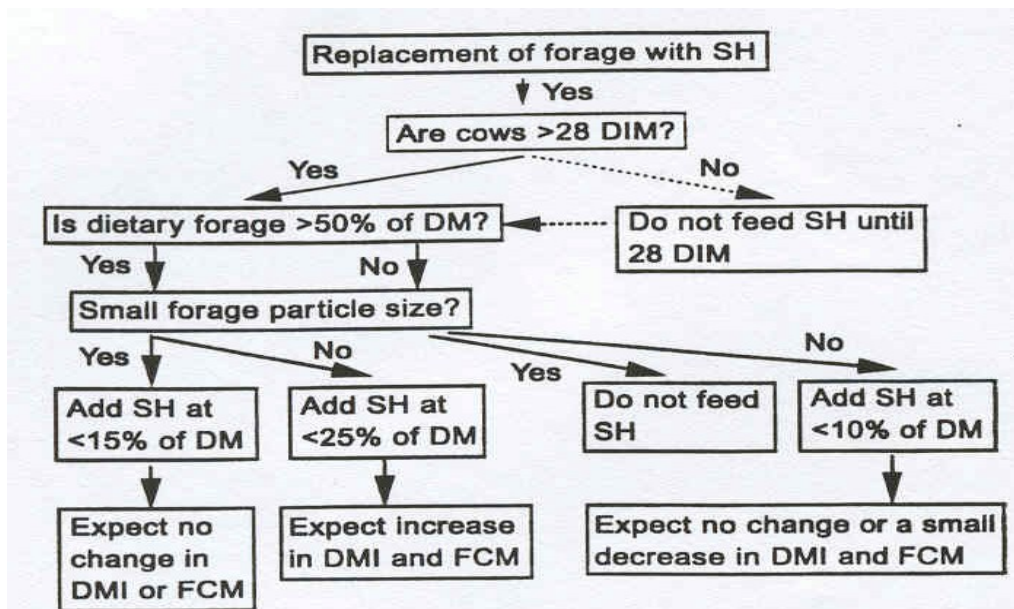 Replacement of forage with SH
Yes
Are cows >28 DIM?
Yes
No
Is dietary forage >50% of DM?
Do not feed SH until
28 DIM
Yes
No
Small forage particle size?
Yes
No
Yes
No
Add SH at
<15% of DM
Add SH at
<25% of DM
Do not feed
SH
Add SH at
<10% of DM
Expect no
change in
DMI or FCM
Expect increase
in DMI and FCM
Expect no change or a small
decrease in DMI and FCM